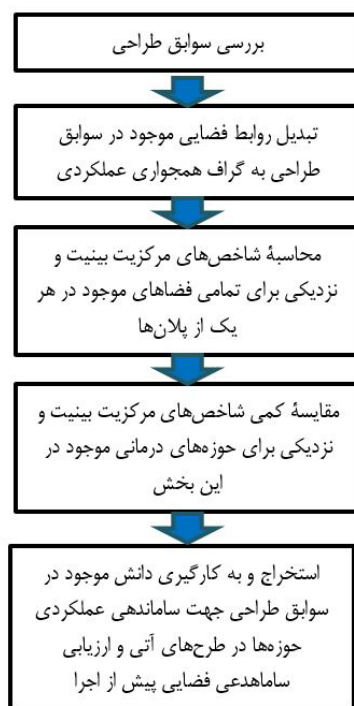 بررسی سوابق طراحی
تبدیل روابط فضایی موجود در سوابق
طراحی به گراف همجواری عملکردی
محاسبۀ شاخص‌های مرکزیت بینیت و
نزدیکی برای تمامی فضاهای موجود در هر
یک از پلان‌ها
مقایسۀ کمی شاخص‌های مرکزیت بینیت و
نزدیکی برای حوزه‌های درمانی موجود در
این بخش
استخراج و به کارگیری دانش موجود در
سوابق طراحی جهت ساماندهی عملکردی
حوزه‌ها در طرح‌های آتی و ارزیابی
ساماهدعی فضایی پیش از اجرا